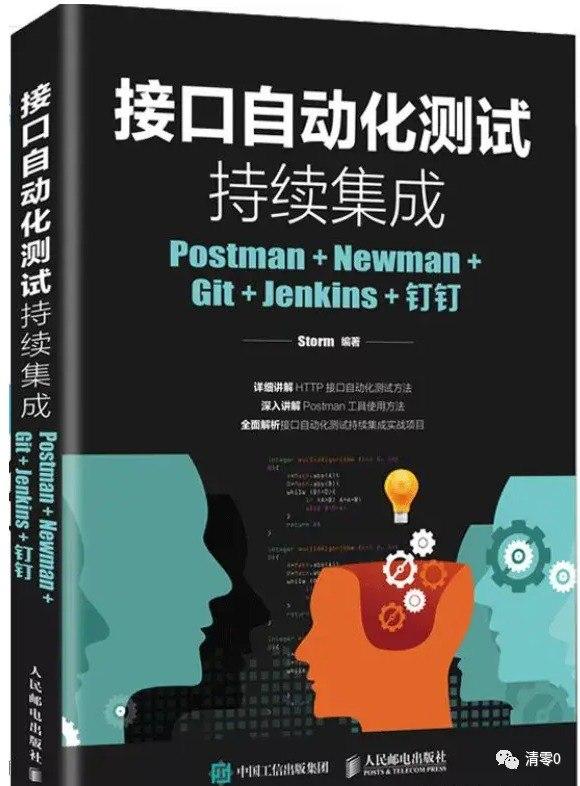 接口自动化测试
持续集成
Postman + Newman +
Git + Jenkins + 钉钉
Storm 编著
详细讲解 HTTP 接口自动化测试方法
深入讲解 Postman 工具使用方法
全面解析接口自动化测试持续集成实战项目
while (B!=0){
return A;
中国工信出版集团
人民邮电出版社
POSTS & TELECOM PRESS
接口自动化测试持续集成
Postman + Newman +
Git + Jenkins + 钉钉
人民邮电出版社
清零0